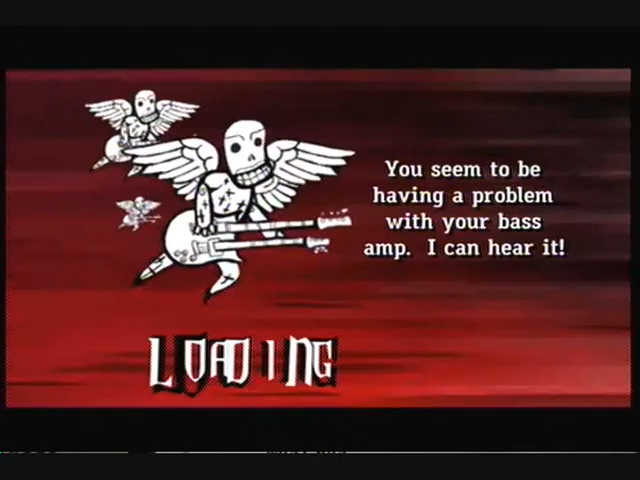 You seem to be
having a problem
with your bass
amp.  I can hear it!
LOADING